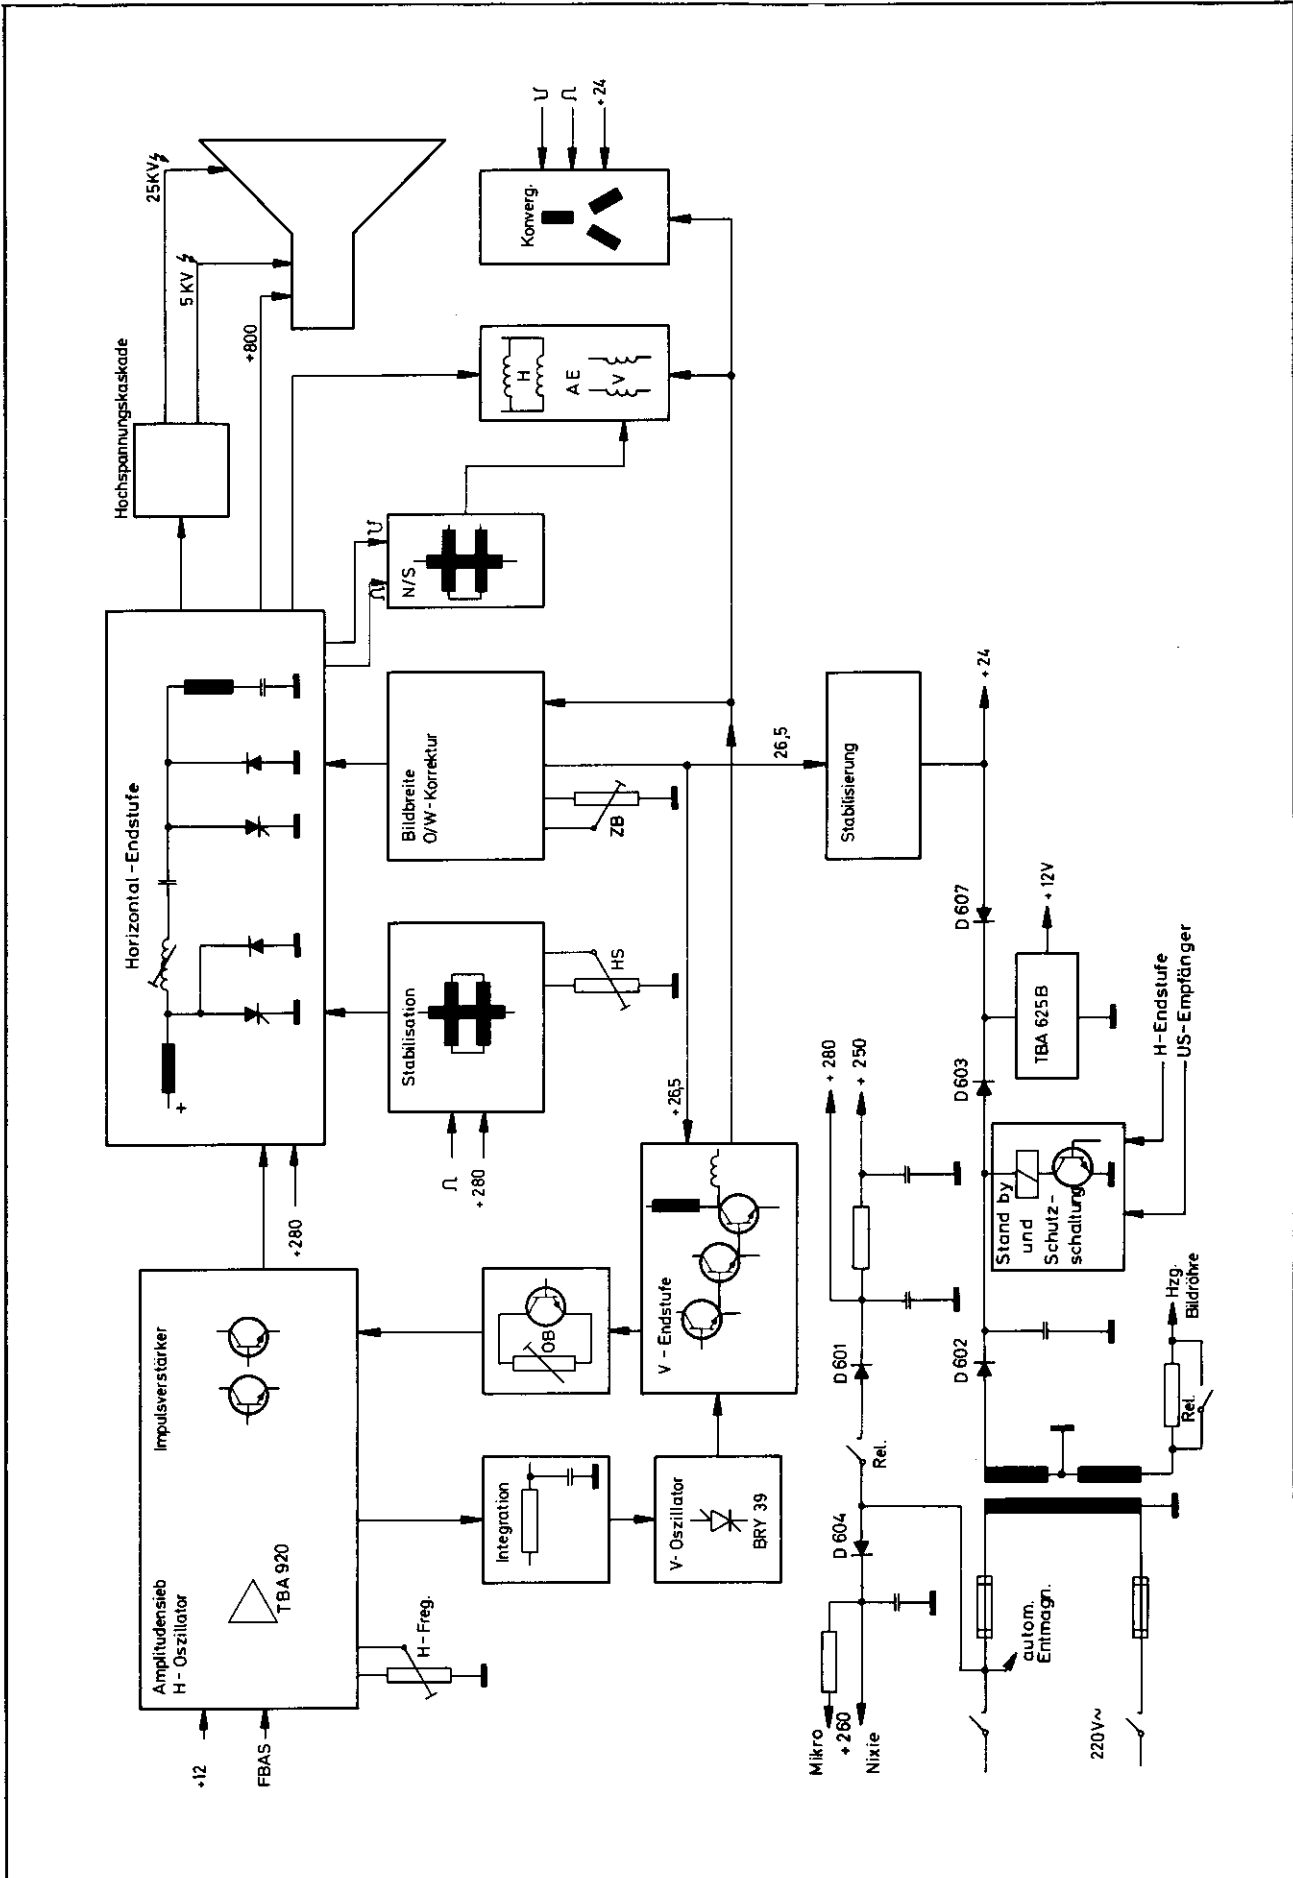 Amplitudensieb
H - Oszillator
Impulsverstärker
TBA 920
+12
FBAS
H-Freg.
+280
Horizontal - Endstufe
+
Hochspannungskaskade
25KV
5 KV
+800
Integration
OB
Stabilisation
+280
HS
Bildbreite
O/W - Korrektur
ZB
N/S
H
AE
V
Konverg.
+24
V- Oszillator
BRY 39
V - Endstufe
+26,5
26,5
Stabilisierung
+ 24
Mikro
+260
Nixie
D 604
Rel.
D 601
+ 280
+ 250
D 602
D 603
D 607
Stand by
und
Schutz-
schaltung
TBA 625B
+ 12V
H-Endstufe
US-Empfänger
220V~
autom.
Entmagn.
Rel.
Hzg.
Bildröhre